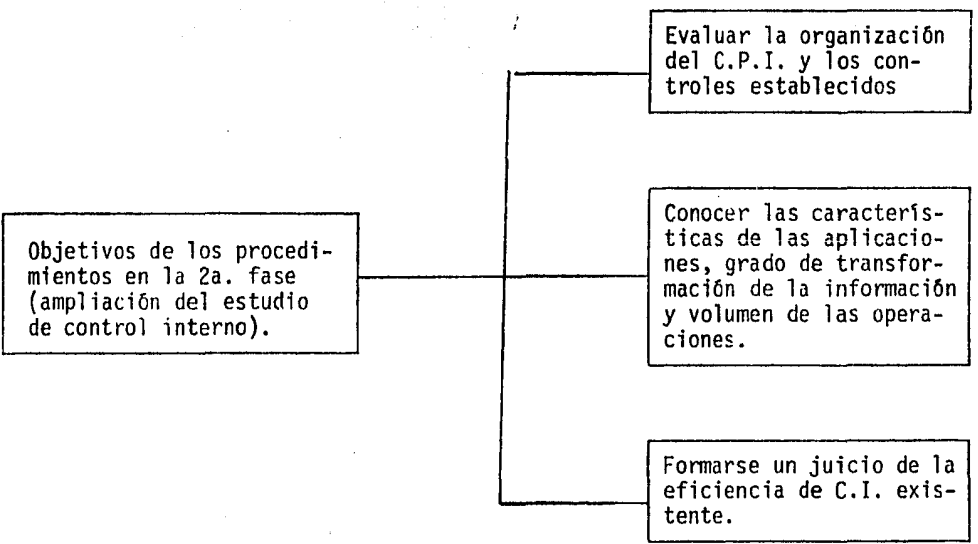 Evaluar la organización
del C.P.I. y los con-
troles establecidos
Objetivos de los procedi-
mientos en la 2a. fase
(ampliación del estudio
de control interno).
Conocer las caracterís-
ticas de las aplicacio-
nes, grado de transfor-
mación de la información
y volumen de las opera-
ciones.
Formarse un juicio de la
eficiencia de C.I. exis-
tente.